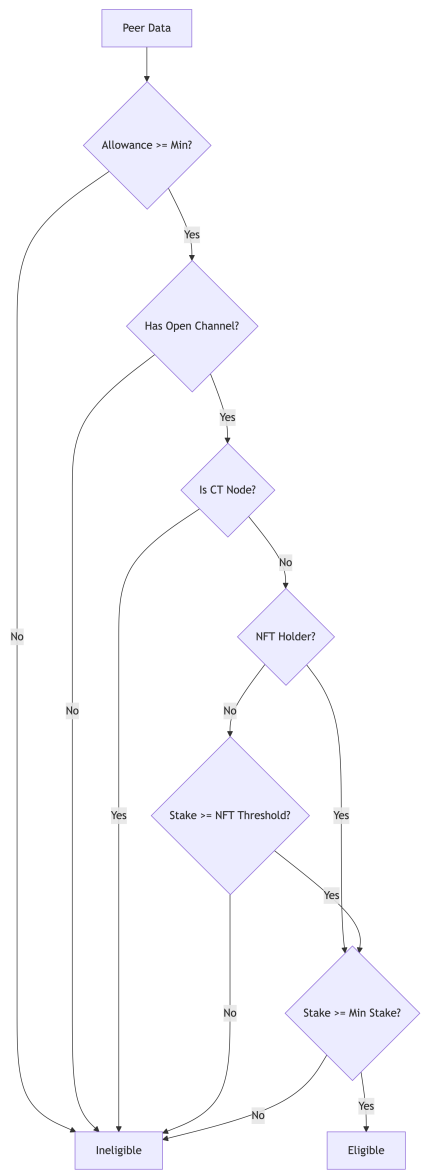 Peer Data
Allowance >= Min?
Yes
Has Open Channel?
Yes
Is CT Node?
No
No
NFT Holder?
No
No
Stake >= NFT Threshold?
Yes
Yes
Yes
Stake >= Min Stake?
No
No
Yes
Ineligible
Eligible